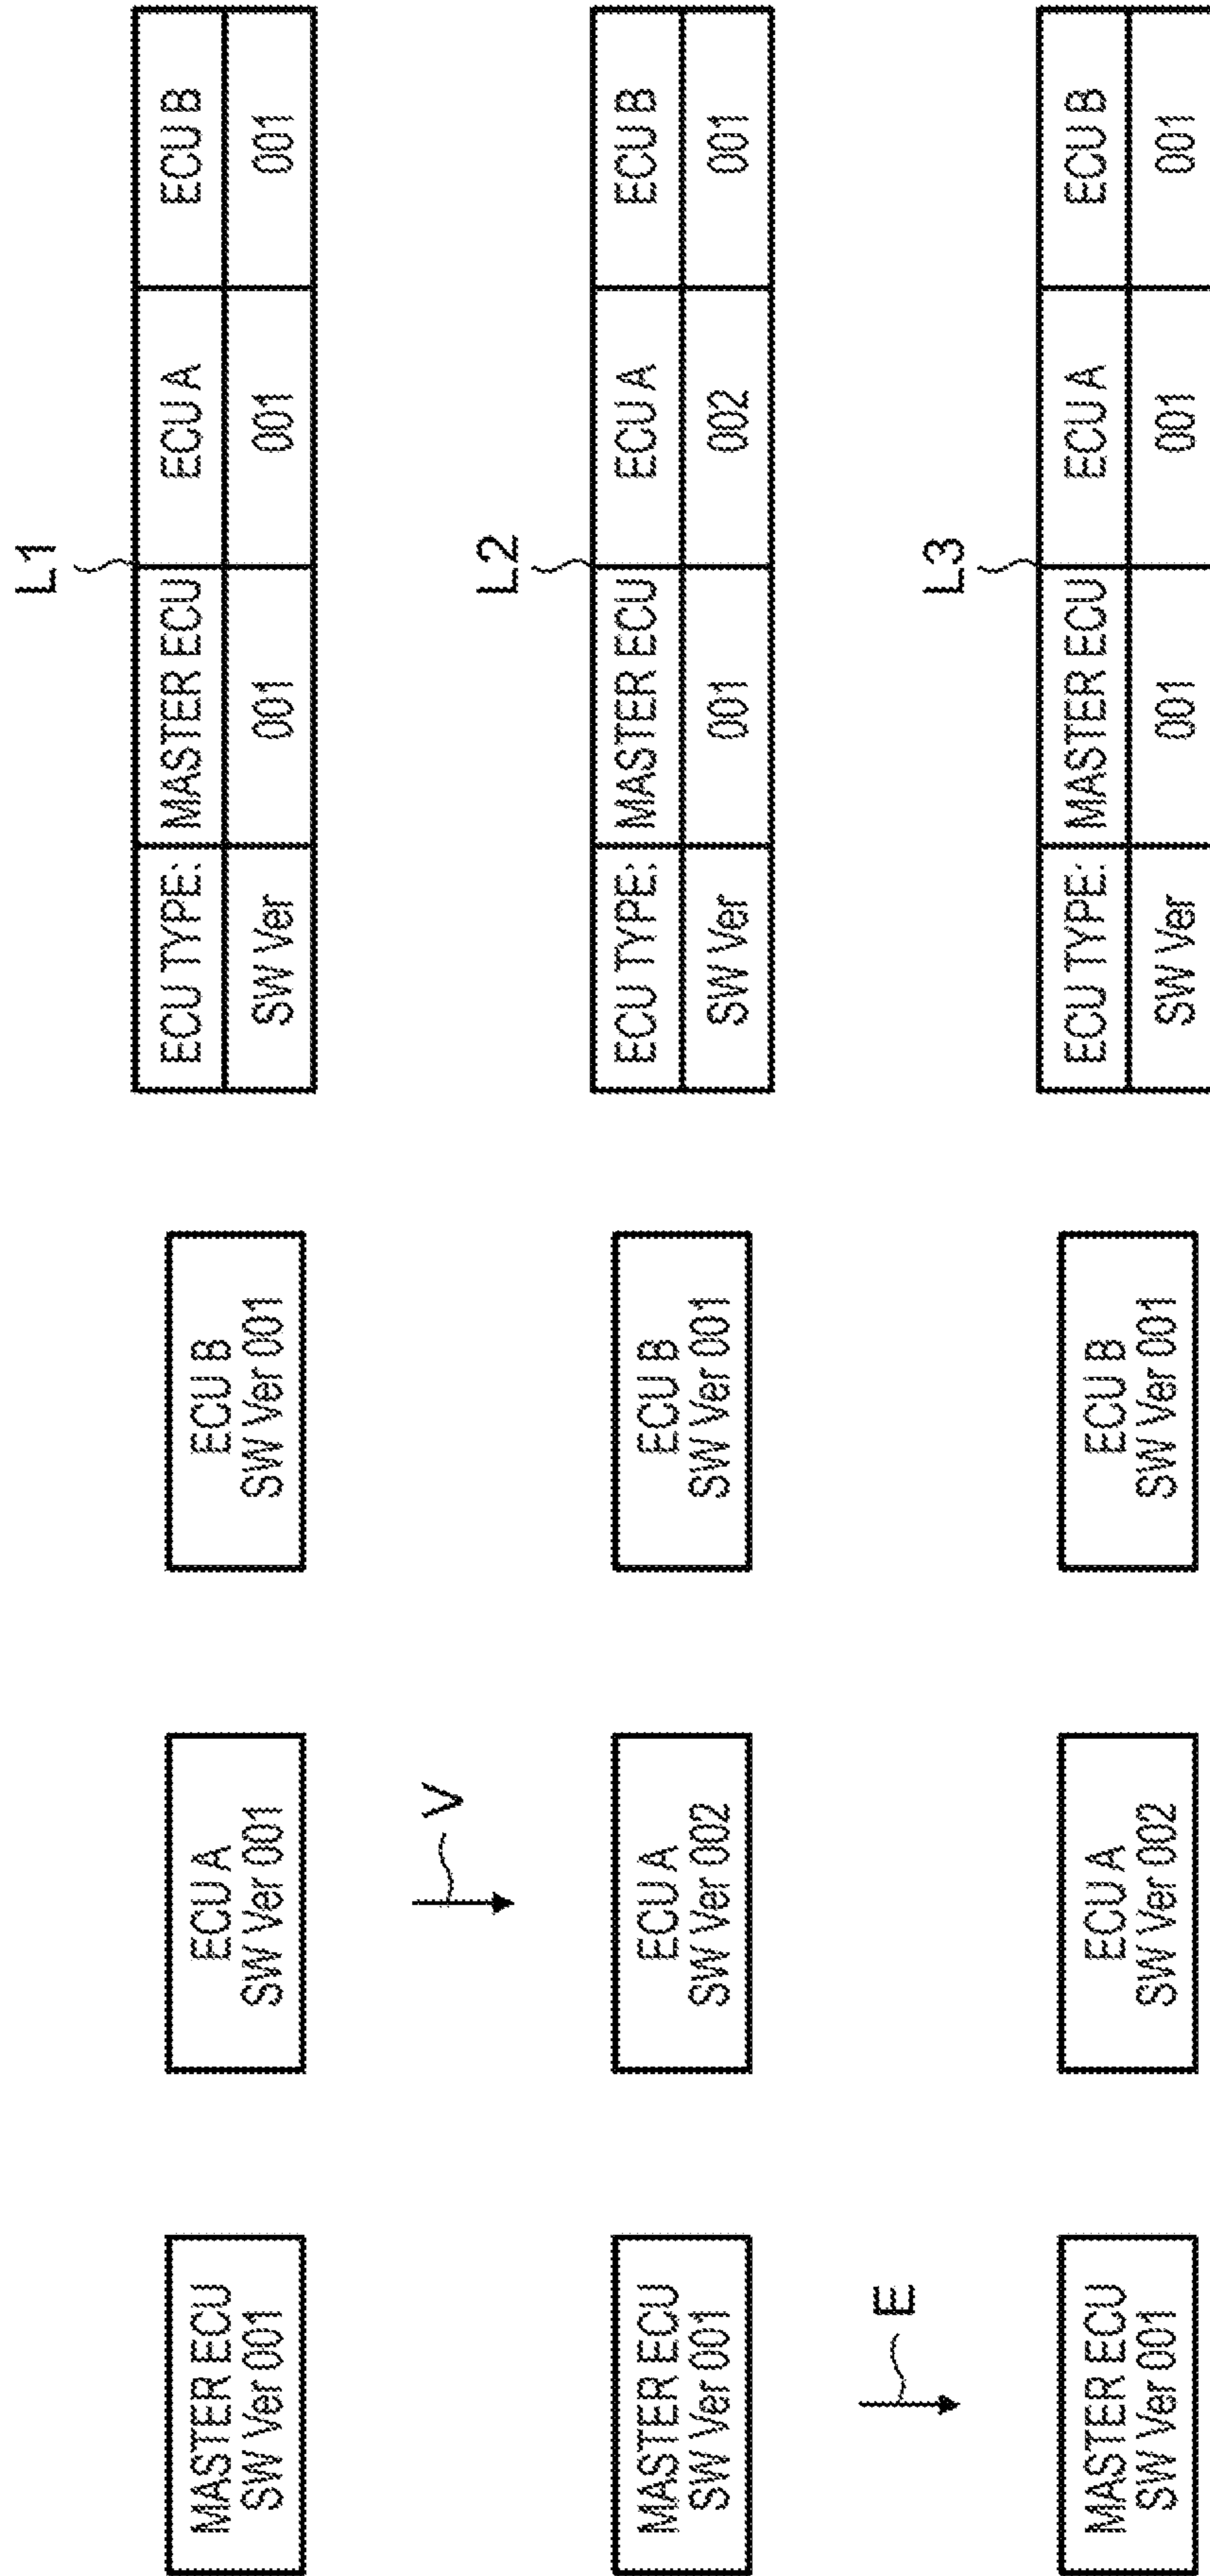 L1
MASTER ECU
SW Ver 001
ECU A
SW Ver 001
ECU B
SW Ver 001
ECU TYPE: MASTER ECU ECU A ECU B
SW Ver 001 001 001
V
L2
MASTER ECU
SW Ver 001
ECU A
SW Ver 002
ECU B
SW Ver 001
ECU TYPE: MASTER ECU ECU A ECU B
SW Ver 001 002 001
E
L3
MASTER ECU
SW Ver 001
ECU A
SW Ver 002
ECU B
SW Ver 001
ECU TYPE: MASTER ECU ECU A ECU B
SW Ver 001 001 001